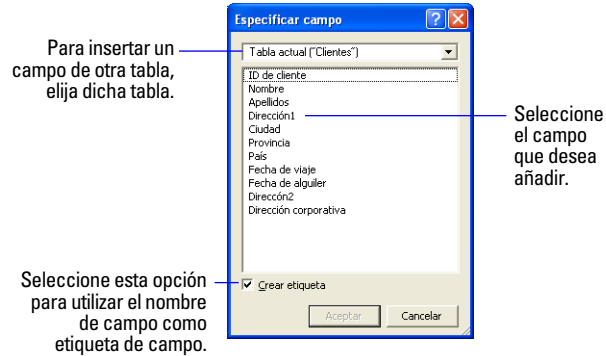 Especificar campo
Para insertar un
campo de otra tabla,
elija dicha tabla.
Tabla actual ("Clientes")
ID de cliente
Nombre
Apellidos
Dirección1
Ciudad
Provincia
País
Fecha de viaje
Fecha de alguiler
Direccón2
Dirección corporativa
Seleccione
el campo
que desea
añadir.
Seleccione esta opción
para utilizar el nombre
de campo como
etiqueta de campo.
Crear etiqueta
Aceptar
Cancelar